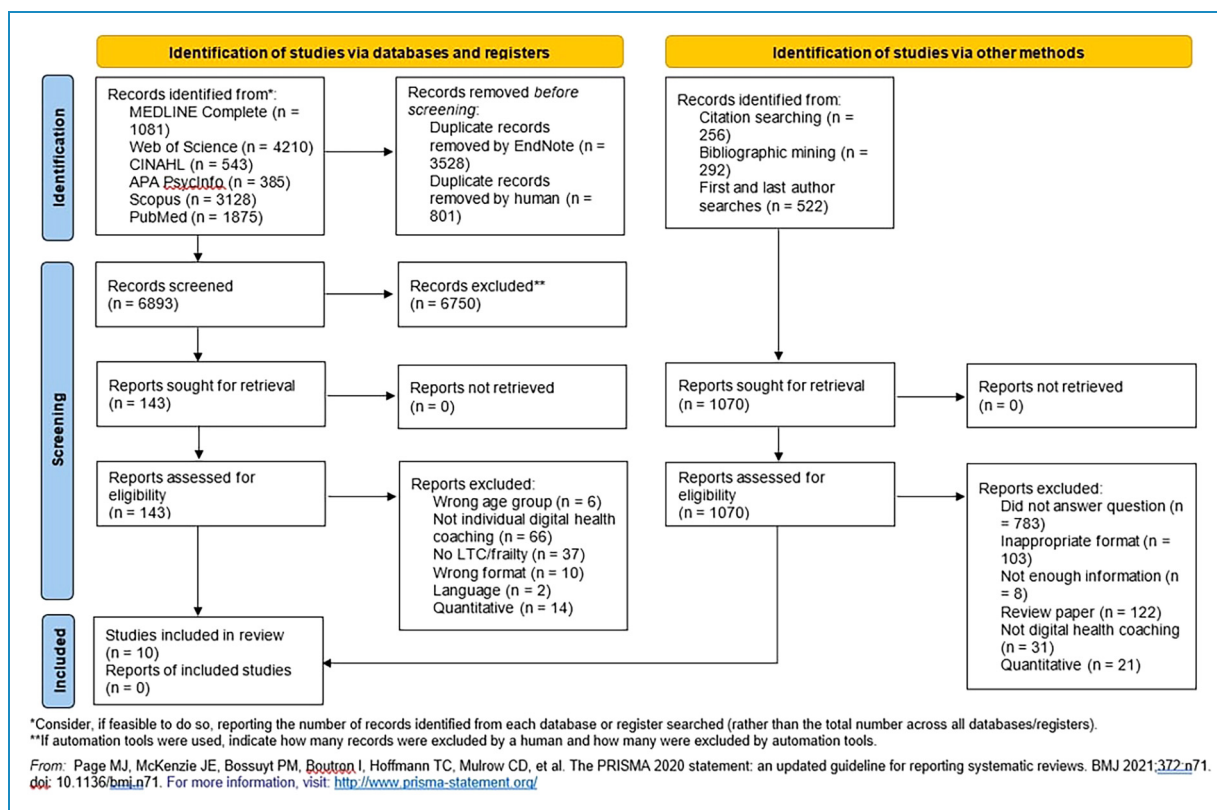 Identification of studies via databases and registers
Identification of studies via other methods
Identification
Records identified from*:
MEDLINE Complete (n =
1081)
Web of Science (n = 4210)
CINAHL (n = 543)
APA PsycInfo (n = 385)
Scopus (n = 3128)
PubMed (n = 1875)
Records removed before
screening:
Duplicate records
removed by EndNote (n =
3528)
Duplicate records
removed by human (n =
801)
Records identified from:
Citation searching (n =
256)
Bibliographic mining (n =
292)
First and last author
searches (n = 522)
Screening
Records screened
(n = 6893)
Records excluded**
(n = 6750)
Reports sought for retrieval
(n = 143)
Reports not retrieved
(n = 0)
Reports sought for retrieval
(n = 1070)
Reports not retrieved
(n = 0)
Reports assessed for
eligibility
(n = 143)
Reports excluded:
Wrong age group (n = 6)
Not individual digital health
coaching (n = 66)
No LTC/frailty (n = 37)
Wrong format (n = 10)
Language (n = 2)
Quantitative (n = 14)
Reports assessed for
eligibility
(n = 1070)
Reports excluded:
Did not answer question (n
= 783)
Inappropriate format (n =
103)
Not enough information (n
= 8)
Review paper (n = 122)
Not digital health coaching
(n = 31)
Quantitative (n = 21)
Included
Studies included in review
(n = 10)
Reports of included studies
(n = 0)
*Consider, if feasible to do so, reporting the number of records identified from each database or register searched (rather than the total number across all databases/registers).
**If automation tools were used, indicate how many records were excluded by a human and how many were excluded by automation tools.
From: Page MJ, McKenzie JE, Bossuyt PM, Boutron I, Hoffmann TC, Mulrow CD, et al. The PRISMA 2020 statement: an updated guideline for reporting systematic reviews. BMJ 2021;372:n71.
doi: 10.1136/bmj.n71. For more information, visit: http://www.prisma-statement.org/